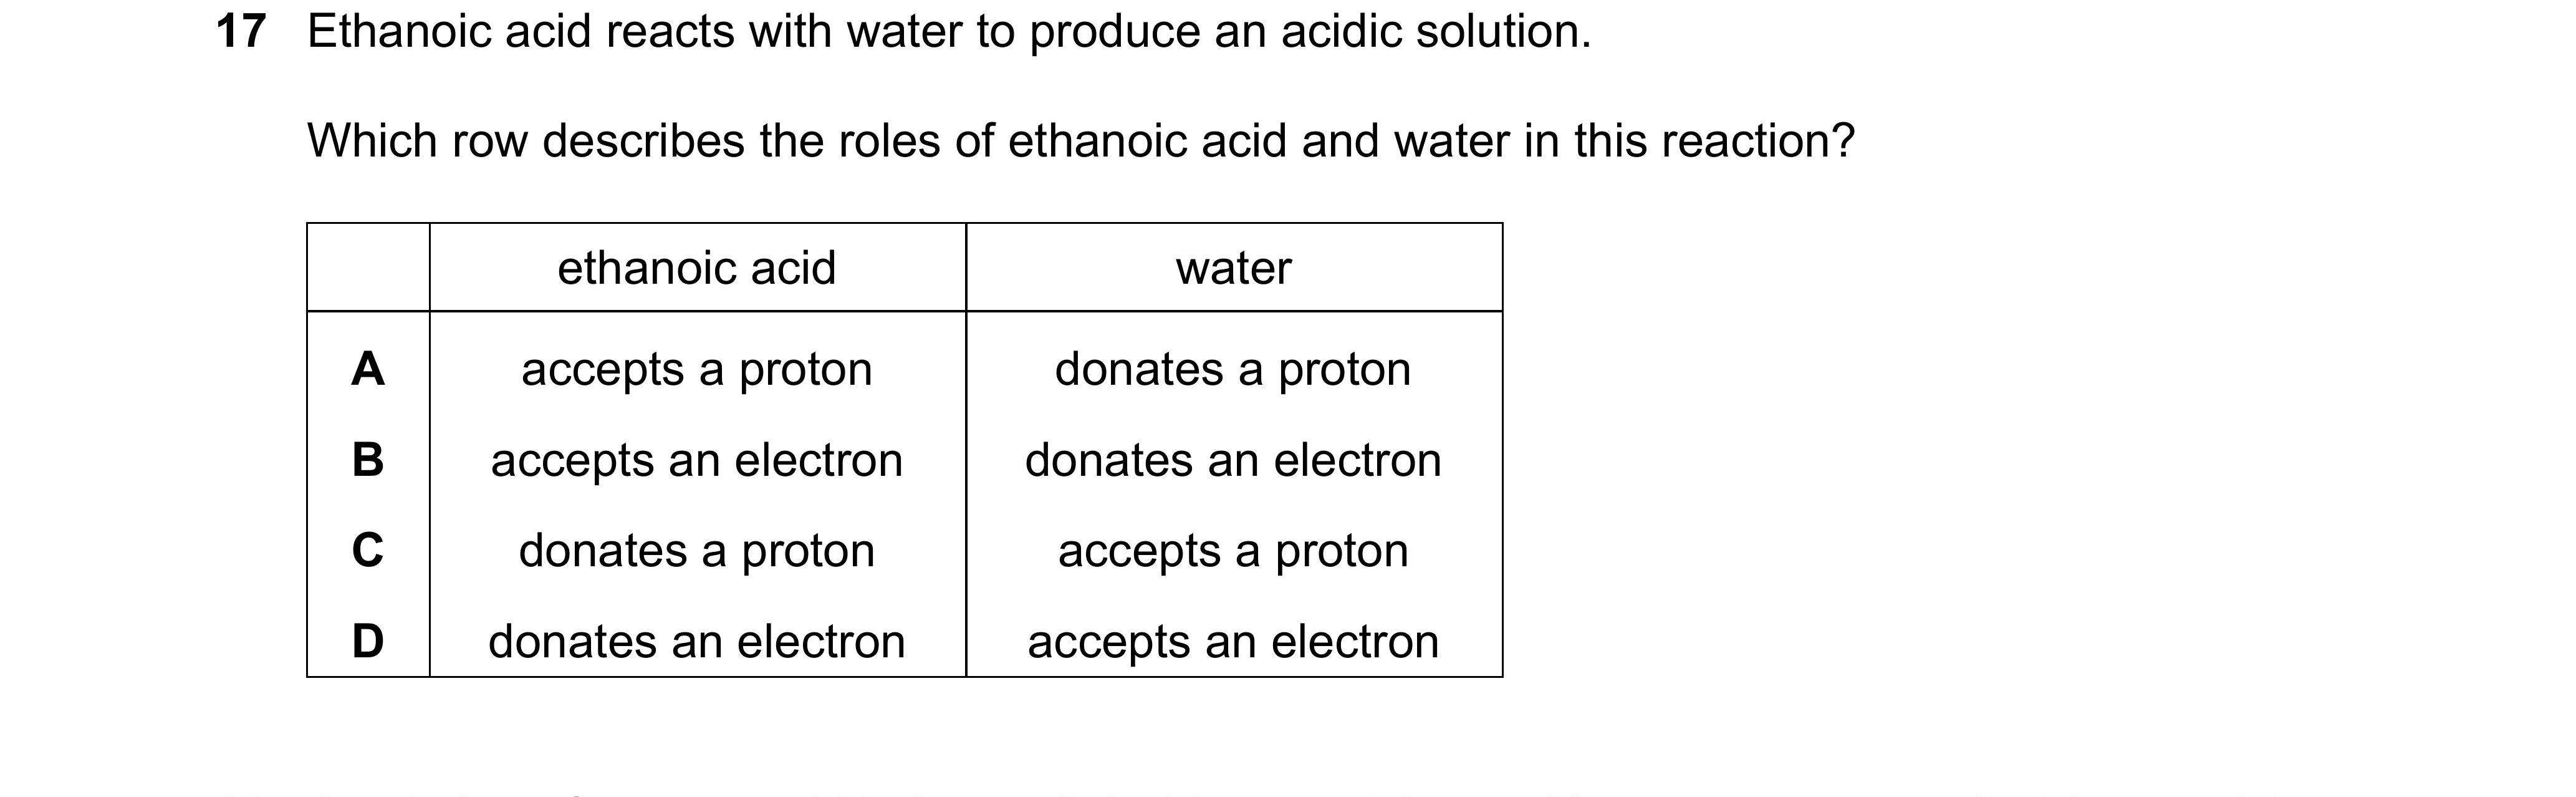 17 Ethanoic acid reacts with water to produce an acidic solution.
Which row describes the roles of ethanoic acid and water in this reaction?
ethanoic acid water
A accepts a proton donates a proton
B accepts an electron donates an electron
C donates a proton accepts a proton
D donates an electron accepts an electron